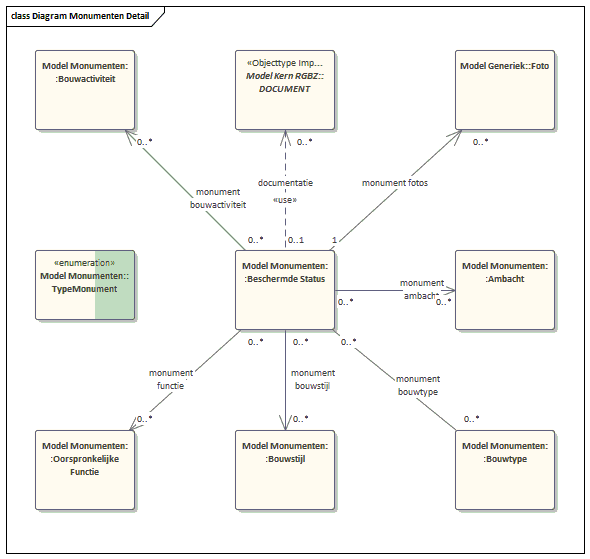 class Diagram Monumenten Detail
Model Monumenten:
:Bouwactiviteit
«Objecttype Imp...
Model Kern RGBZ::
DOCUMENT
Model Generiek::Foto
0..*
0..*
0..*
monument
bouwactiviteit
documentatie
«use»
monument fotos
0..*
0..1
1
«enumeration»
Model Monumenten::
TypeMonument
Model Monumenten:
:Beschermde Status
monument
ambacht
0..*
0..*
Model Monumenten:
:Ambacht
0..*
0..*
0..*
monument
functie
monument
bouwstijl
monument
bouwtype
0..*
0..*
0..*
Model Monumenten:
:Oorspronkelijke
Functie
Model Monumenten:
:Bouwstijl
Model Monumenten:
:Bouwtype